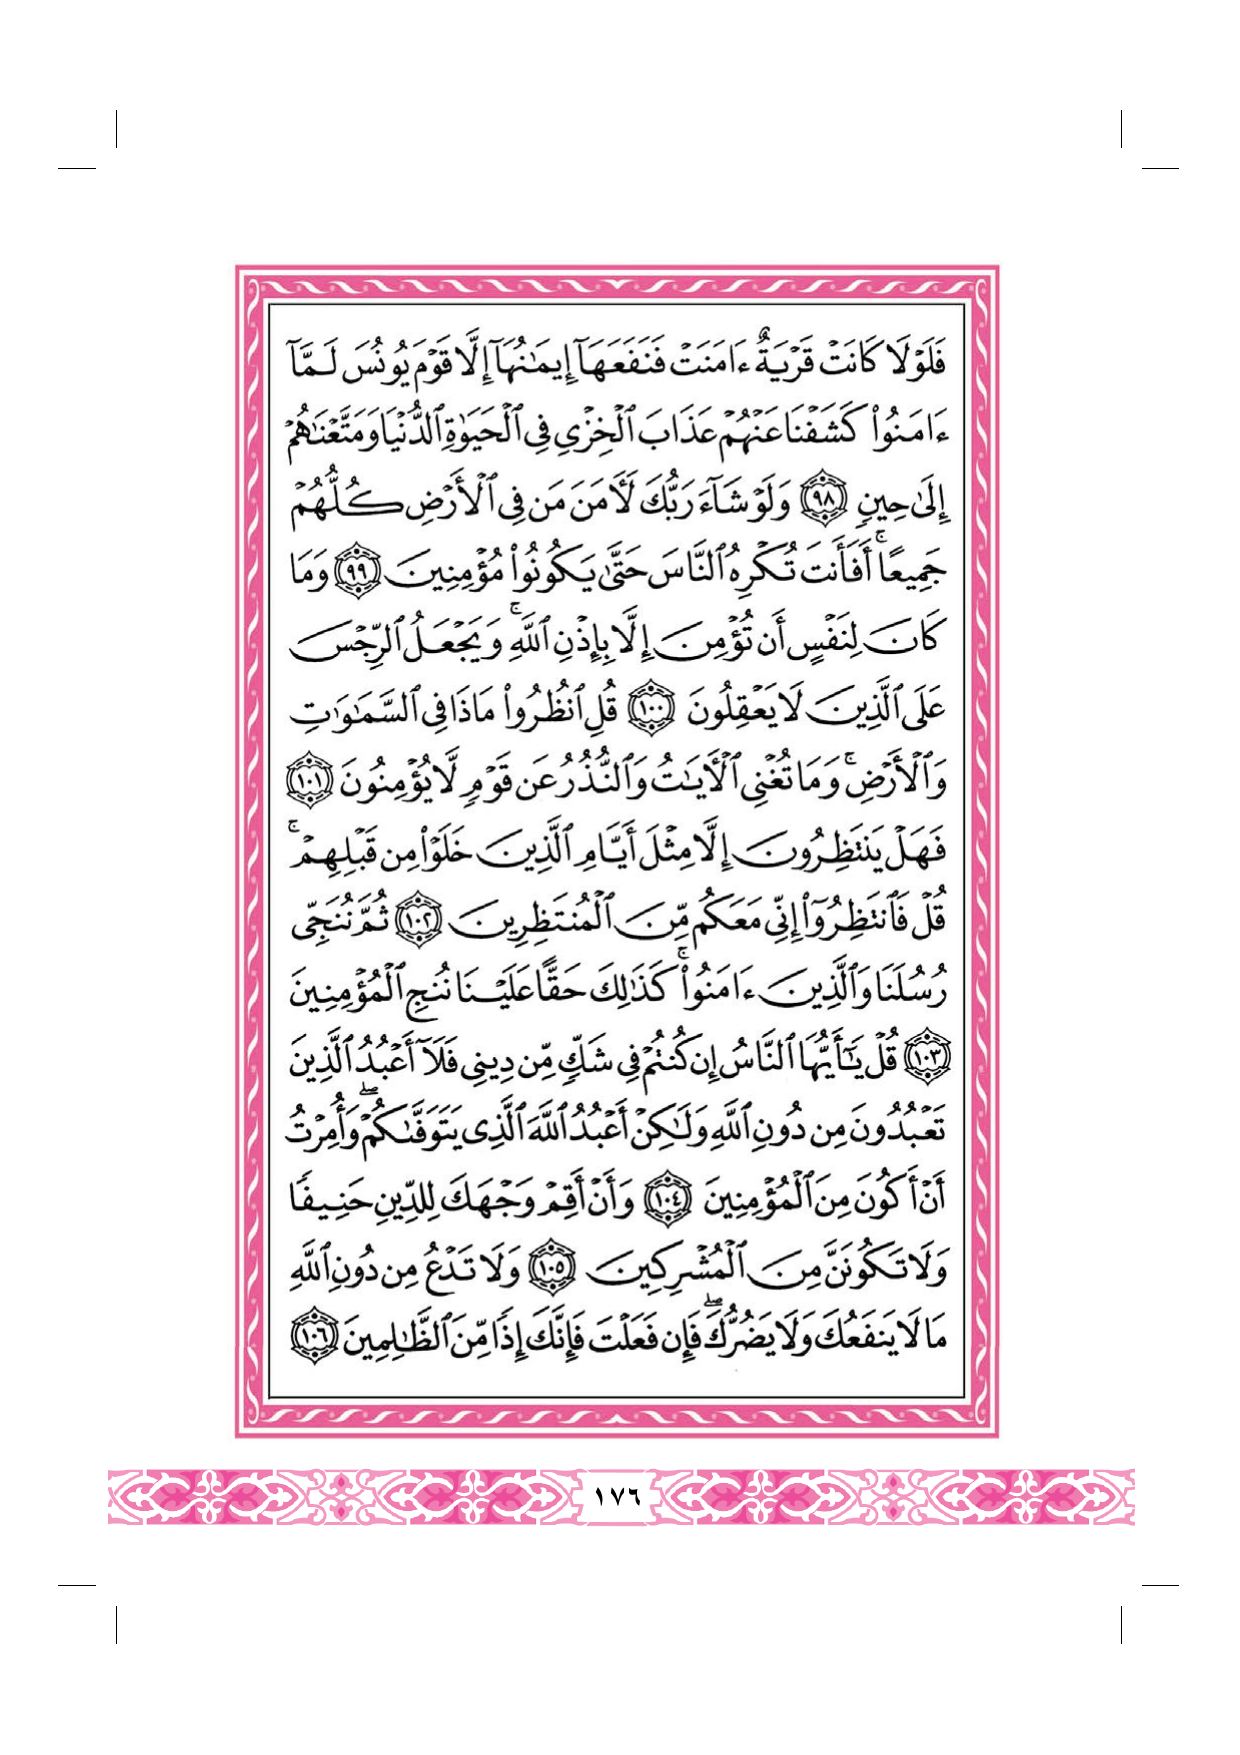 فَلَوْلَا كَانَتْ قَرْيَةٌ ءَامَنَتْ فَنَفَعَهَآ إِيمَٰنُهَآ إِلَّا قَوْمَ يُونُسَ لَمَّآ
ءَامَنُوا۟ كَشَفْنَا عَنْهُمْ عَذَابَ ٱلْخِزْىِ فِى ٱلْحَيَوٰةِ ٱلدُّنْيَا وَمَتَّعْنَٰهُمْ
إِلَىٰ حِينٍ ٩٨ وَلَوْ شَآءَ رَبُّكَ لَءَامَنَ مَن فِى ٱلْأَرْضِ كُلُّهُمْ
جَمِيعًا ۚ أَفَأَنتَ تُكْرِهُ ٱلنَّاسَ حَتَّىٰ يَكُونُوا۟ مُؤْمِنِينَ ٩٩ وَمَا
كَانَ لِنَفْسٍ أَن تُؤْمِنَ إِلَّا بِإِذْنِ ٱللَّهِ ۚ وَيَجْعَلُ ٱلرِّجْسَ
عَلَى ٱلَّذِينَ لَا يَعْقِلُونَ ١٠٠ قُلِ ٱنظُرُوا۟ مَاذَا فِى ٱلسَّمَٰوَٰتِ
وَٱلْأَرْضِ ۚ وَمَا تُغْنِى ٱلْءَايَٰتُ وَٱلنُّذُرُ عَن قَوْمٍ لَّا يُؤْمِنُونَ ١٠١
فَهَلْ يَنتَظِرُونَ إِلَّا مِثْلَ أَيَّامِ ٱلَّذِينَ خَلَوْا۟ مِن قَبْلِهِمْ ۚ
قُلْ فَٱنتَظِرُوٓا۟ إِنِّى مَعَكُم مِّنَ ٱلْمُنتَظِرِينَ ١٠٢ ثُمَّ نُنَجِّى
رُسُلَنَا وَٱلَّذِينَ ءَامَنُوا۟ ۚ كَذَٰلِكَ حَقًّا عَلَيْنَا نُنجِ ٱلْمُؤْمِنِينَ
١٠٣ قُلْ يَٰٓأَيُّهَا ٱلنَّاسُ إِن كُنتُمْ فِى شَكٍّ مِّن دِينِى فَلَآ أَعْبُدُ ٱلَّذِينَ
تَعْبُدُونَ مِن دُونِ ٱللَّهِ وَلَٰكِنْ أَعْبُدُ ٱللَّهَ ٱلَّذِى يَتَوَفَّىٰكُمْ ۖ وَأُمِرْتُ
أَنْ أَكُونَ مِنَ ٱلْمُؤْمِنِينَ ١٠٤ وَأَنْ أَقِمْ وَجْهَكَ لِلدِّينِ حَنِيفًا
وَلَا تَكُونَنَّ مِنَ ٱلْمُشْرِكِينَ ١٠٥ وَلَا تَدْعُ مِن دُونِ ٱللَّهِ
مَا لَا يَنفَعُكَ وَلَا يَضُرُّكَ ۖ فَإِن فَعَلْتَ فَإِنَّكَ إِذًا مِّنَ ٱلظَّٰلِمِينَ ١٠٦
١٧٦